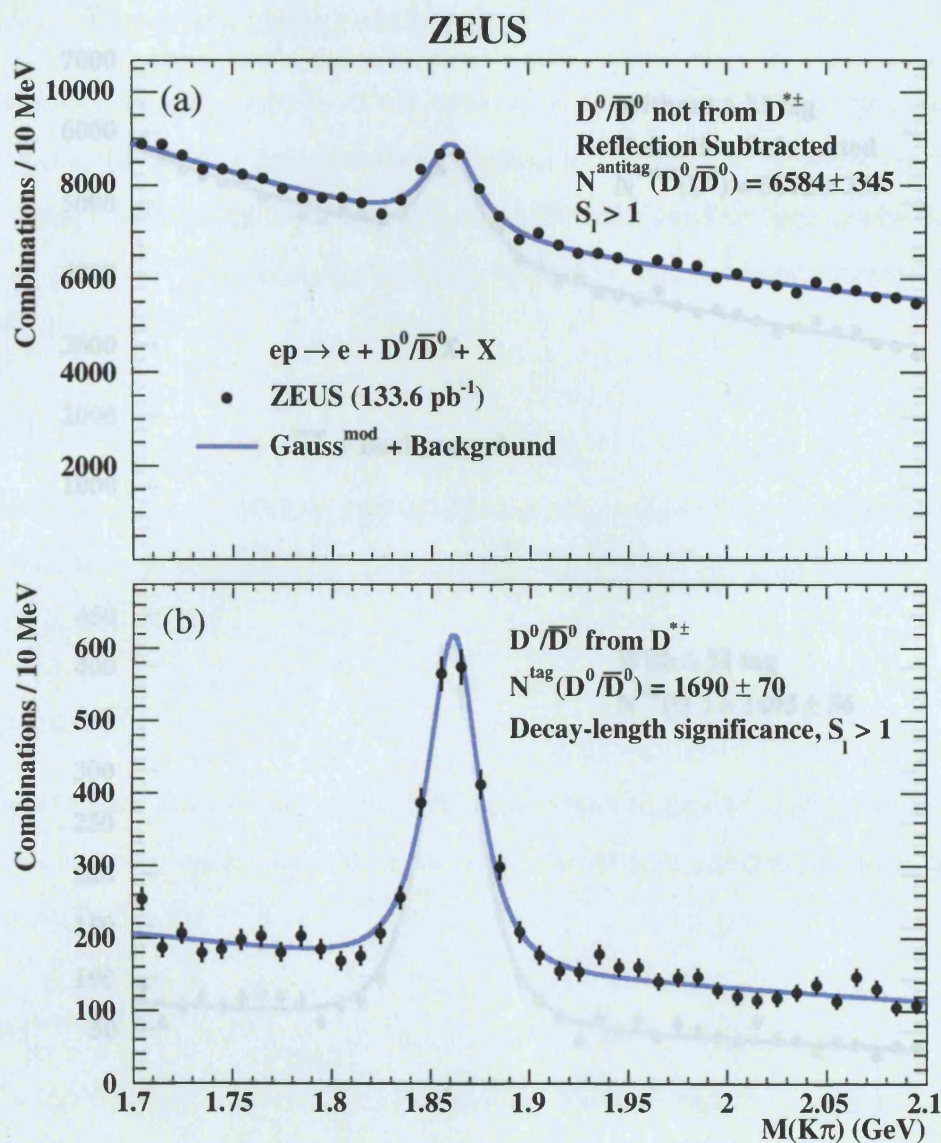 ZEUS
Combinations / 10 MeV
10000
8000
6000
4000
2000
(a)
D⁰/D̅⁰ not from D*±
Reflection Subtracted
N^antitag(D⁰/D̅⁰) = 6584 ± 345
S_l > 1
ep → e + D⁰/D̅⁰ + X
ZEUS (133.6 pb⁻¹)
Gauss^mod + Background
Combinations / 10 MeV
600
500
400
300
200
100
0
(b)
D⁰/D̅⁰ from D*±
N^tag(D⁰/D̅⁰) = 1690 ± 70
Decay-length significance, S_l > 1
1.7 1.75 1.8 1.85 1.9 1.95 2 2.05 2.1
M(Kπ) (GeV)